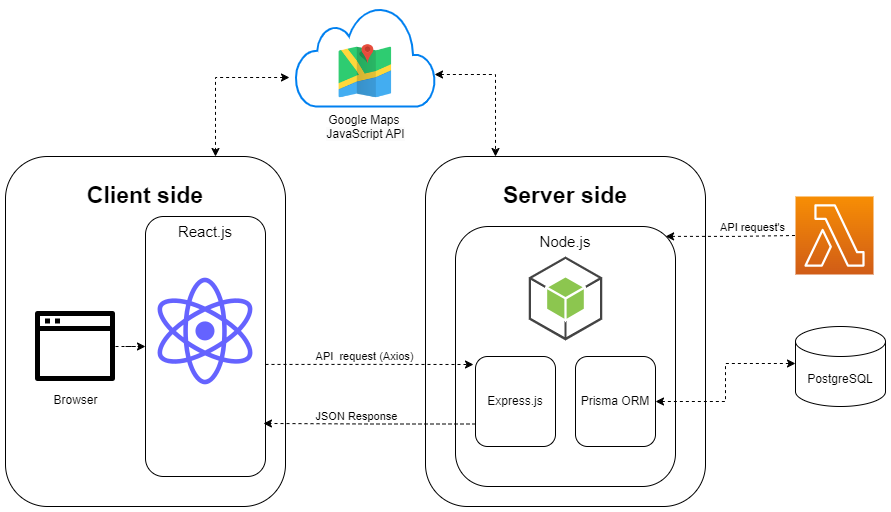 Google Maps
JavaScript API
Client side
Server side
React.js
Node.js
API request's
Browser
API request (Axios)
JSON Response
Express.js
Prisma ORM
PostgreSQL